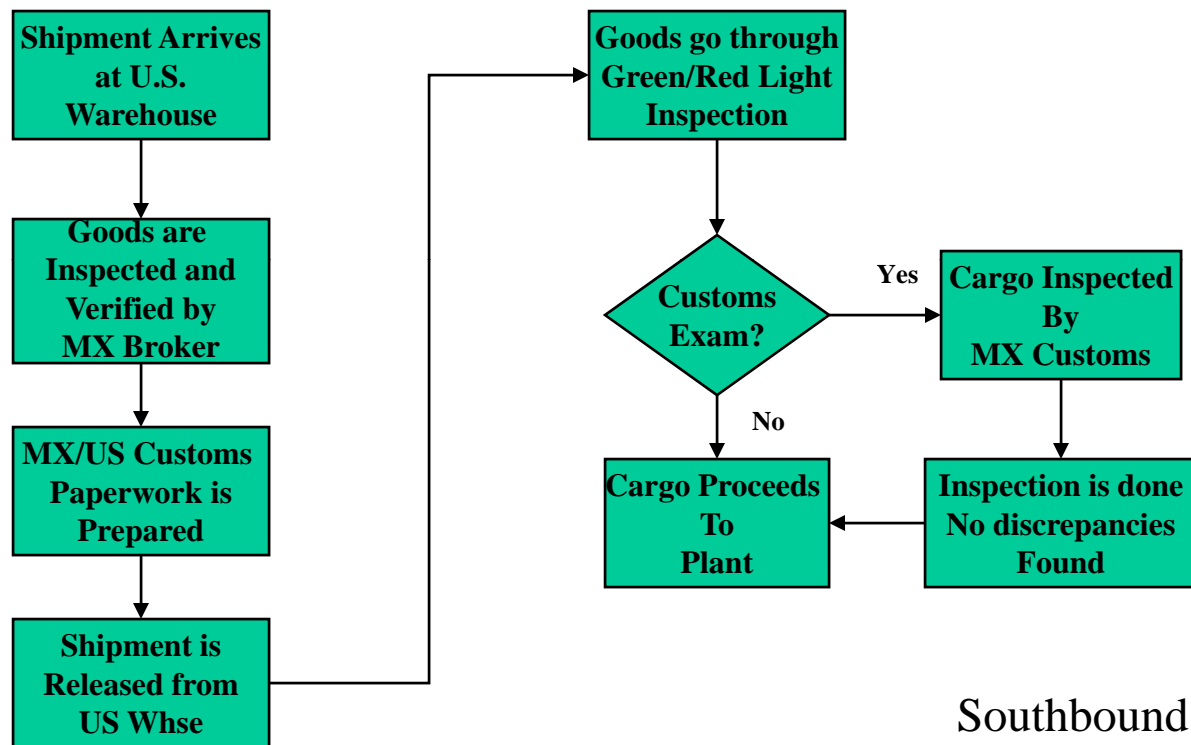 Shipment Arrives
at U.S.
Warehouse
Goods are
Inspected and
Verified by
MX Broker
MX/US Customs
Paperwork is
Prepared
Shipment is
Released from
US Whse
Goods go through
Green/Red Light
Inspection
Customs
Exam?
Yes
Cargo Inspected
By
MX Customs
No
Cargo Proceeds
To
Plant
Inspection is done
No discrepancies
Found
Southbound